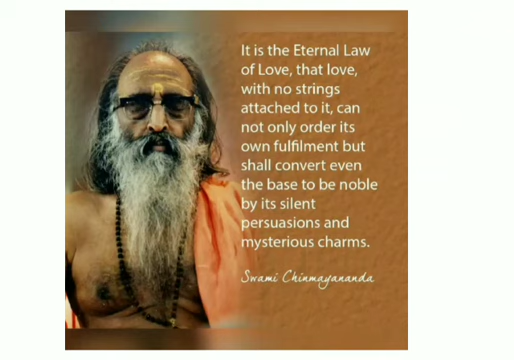 It is the Eternal Law
of Love, that love,
with no strings
attached to it, can
not only order its
own fulfilment but
shall convert even
the base to be noble
by its silent
persuasions and
mysterious charms.
Swami Chinmayananda